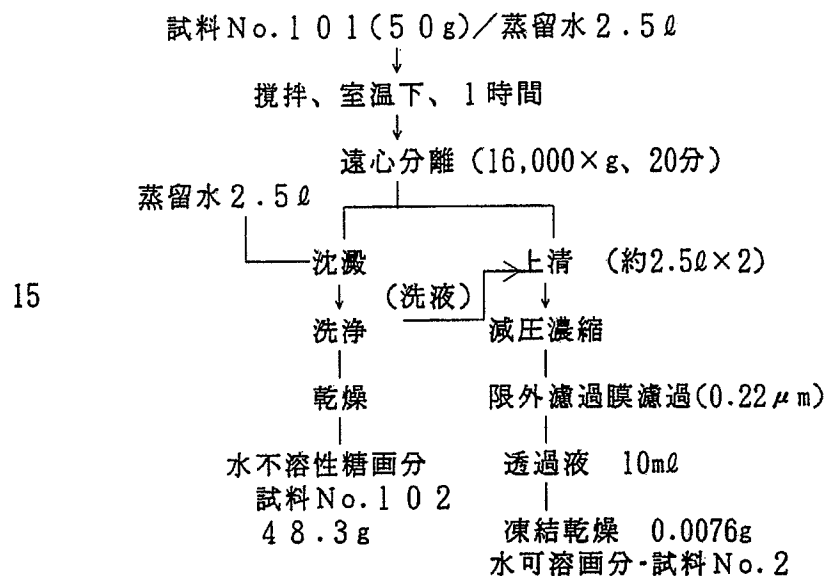 試料No.101(50g)/蒸留水2.5ℓ
攪拌、室温下、1時間
遠心分離 (16,000×g、20分)
蒸留水2.5ℓ
沈澱
上清 (約2.5ℓ×2)
15
(洗液)
洗浄
減圧濃縮
乾燥
限外濾過膜濾過(0.22μm)
水不溶性糖画分
試料No.102
48.3g
透過液 10mℓ
凍結乾燥 0.0076g
水可溶画分・試料No.2